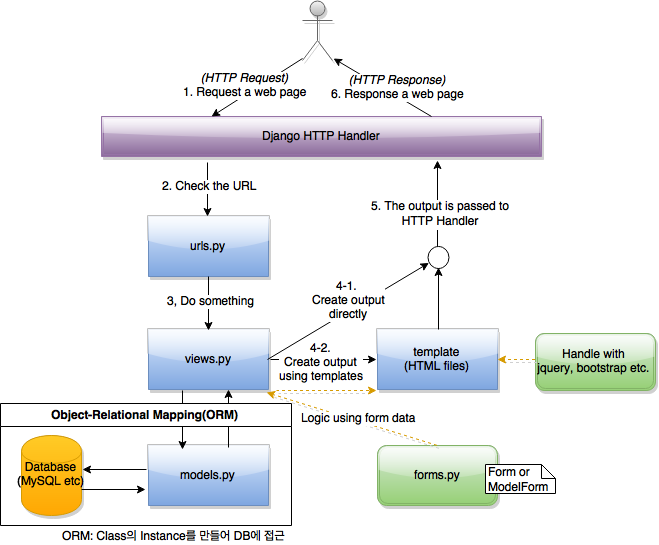 (HTTP Request)
1. Request a web page
(HTTP Response)
6. Response a web page
Django HTTP Handler
2. Check the URL
5. The output is passed to
HTTP Handler
urls.py
3, Do something
4-1.
Create output
directly
views.py
4-2.
Create output
using templates
template
(HTML files)
Handle with
jquery, bootstrap etc.
Object-Relational Mapping(ORM)
Logic using form data
Database
(MySQL etc)
models.py
forms.py
Form or
ModelForm
ORM: Class의 Instance를 만들어 DB에 접근